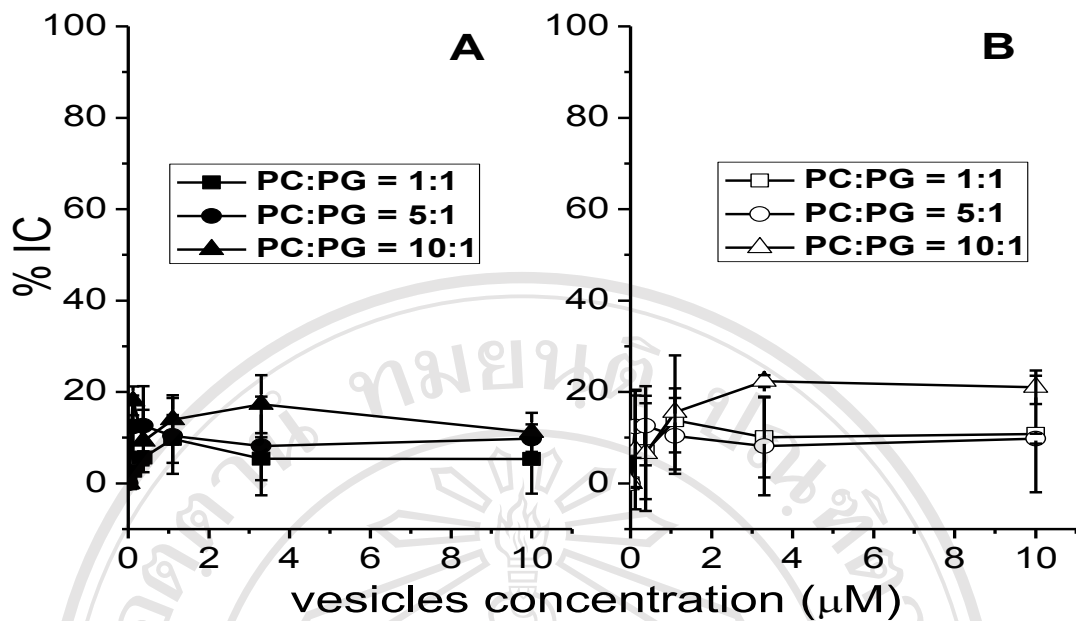 A
B
% IC
100
80
60
40
20
0
PC:PG = 1:1
PC:PG = 5:1
PC:PG = 10:1
0 2 4 6 8 10
100
80
60
40
20
0
PC:PG = 1:1
PC:PG = 5:1
PC:PG = 10:1
0 2 4 6 8 10
vesicles concentration (μM)